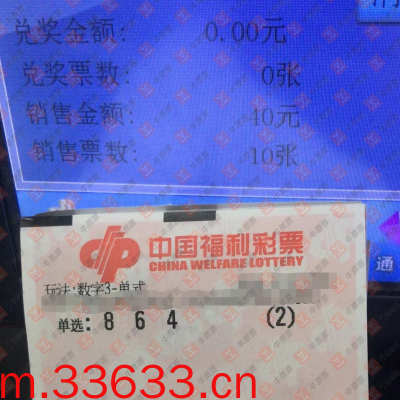 兑奖金额: 0.00元
兑奖票数: 0张
销售金额: 40元
销售票数: 10张
通
中国福利彩票
CHINA WELFARE LOTTERY
玩法:数字3-单式
单选: 8 6 4 (2)
m.33633.cn